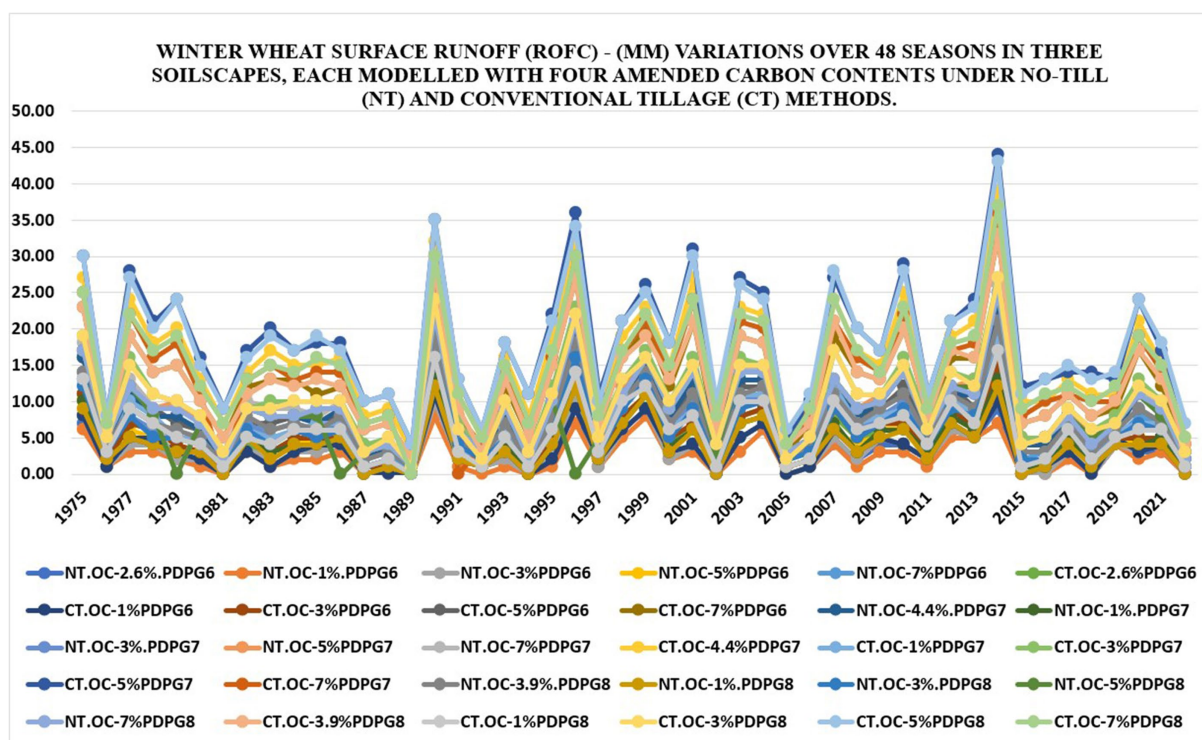 WINTER WHEAT SURFACE RUNOFF (ROFC) - (MM) VARIATIONS OVER 48 SEASONS IN THREE
SOILSCAPES, EACH MODELLED WITH FOUR AMENDED CARBON CONTENTS UNDER NO-TILL
(NT) AND CONVENTIONAL TILLAGE (CT) METHODS.
50.00
45.00
40.00
35.00
30.00
25.00
20.00
15.00
10.00
5.00
0.00
1975 1977 1979 1981 1983 1985 1987 1989 1991 1993 1995 1997 1999 2001 2003 2005 2007 2009 2011 2013 2015 2017 2019 2021
NT.OC-2.6%.PDPG6 NT.OC-1%.PDPG6 NT.OC-3%PDPG6 NT.OC-5%PDPG6 NT.OC-7%PDPG6 CT.OC-2.6%PDPG6
CT.OC-1%PDPG6 CT.OC-3%PDPG6 CT.OC-5%PDPG6 CT.OC-7%PDPG6 NT.OC-4.4%.PDPG7 NT.OC-1%.PDPG7
NT.OC-3%.PDPG7 NT.OC-5%PDPG7 NT.OC-7%PDPG7 CT.OC-4.4%PDPG7 CT.OC-1%PDPG7 CT.OC-3%PDPG7
CT.OC-5%PDPG7 CT.OC-7%PDPG7 NT.OC-3.9%.PDPG8 NT.OC-1%.PDPG8 NT.OC-3%.PDPG8 NT.OC-5%PDPG8
NT.OC-7%PDPG8 CT.OC-3.9%PDPG8 CT.OC-1%PDPG8 CT.OC-3%PDPG8 CT.OC-5%PDPG8 CT.OC-7%PDPG8